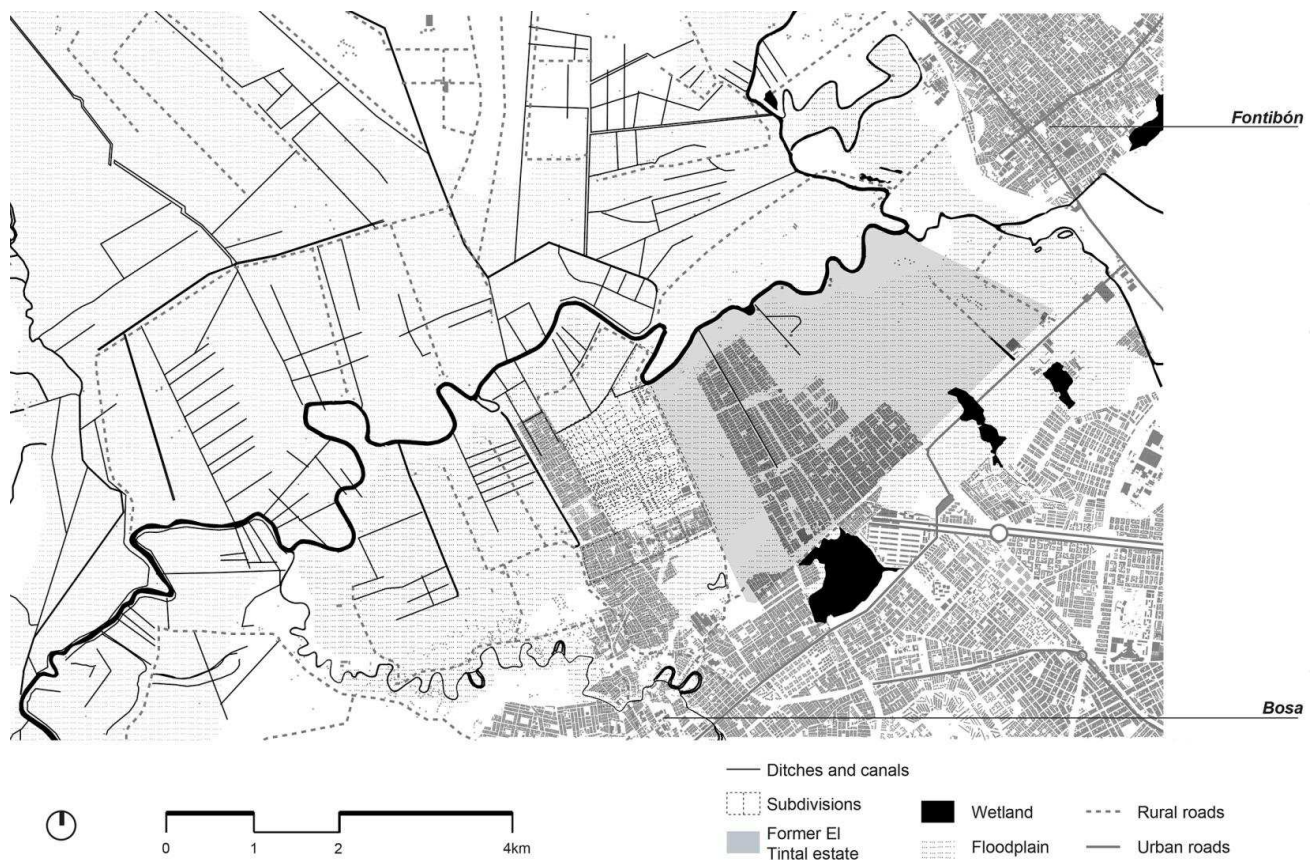 Fontibón
Bosa
Ditches and canals
Subdivisions
Former El
Tintal estate
Wetland
Floodplain
Rural roads
Urban roads
0 1 2 4km